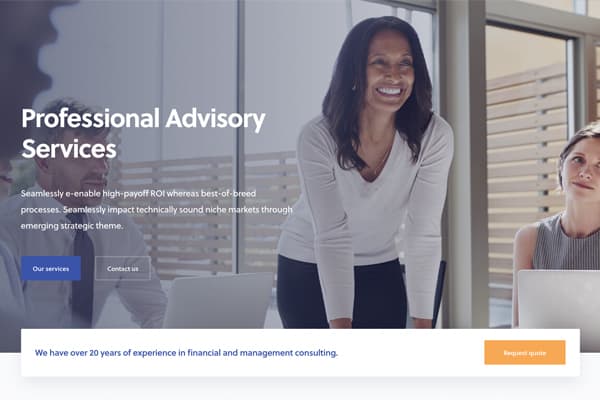 Professional Advisory
Services
Seamlessly e-enable high-payoff ROI whereas best-of-breed
processes. Seamlessly impact technically sound niche markets through
emerging strategic theme.
Our services
Contact us
We have over 20 years of experience in financial and management consulting.
Request quote